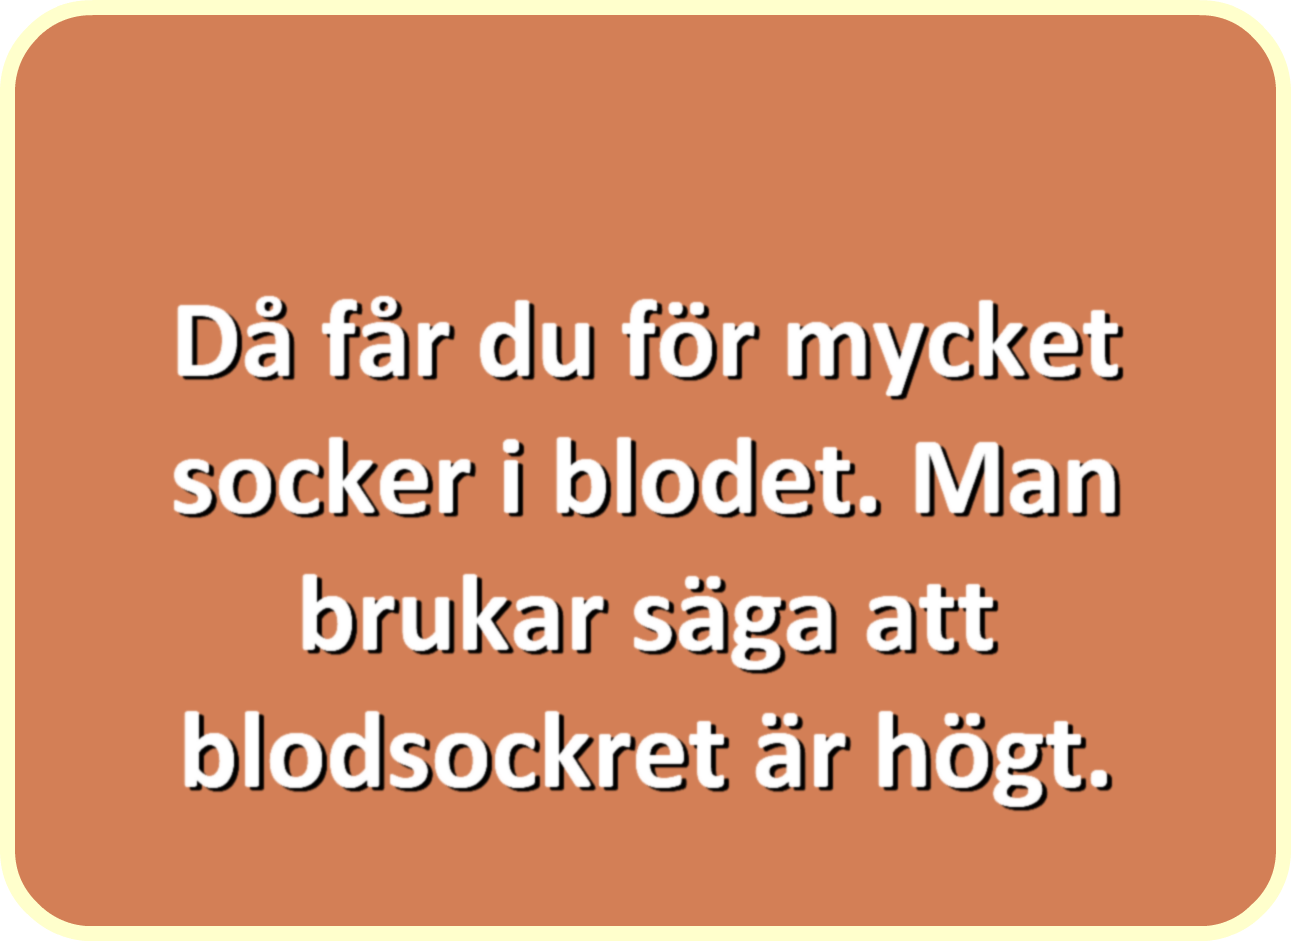 Då får du för mycket
socker i blodet. Man
brukar säga att
blodsockret är högt.